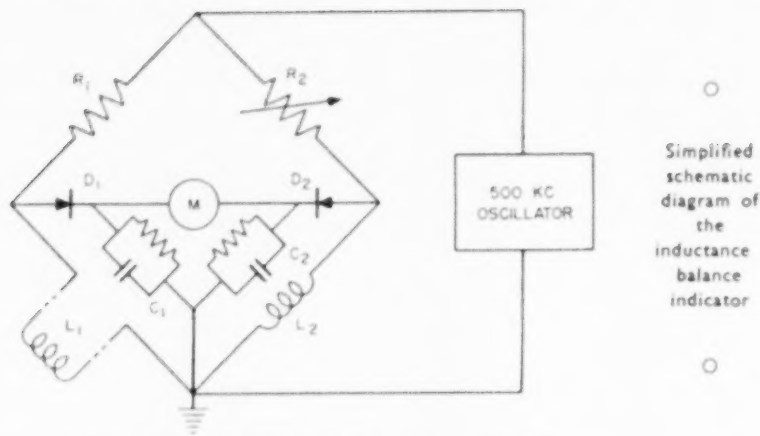 R1
R2
D1
M
D2
500 KC
OSCILLATOR
C2
C1
L1
L2
Simplified
schematic
diagram of
the
inductance
balance
indicator